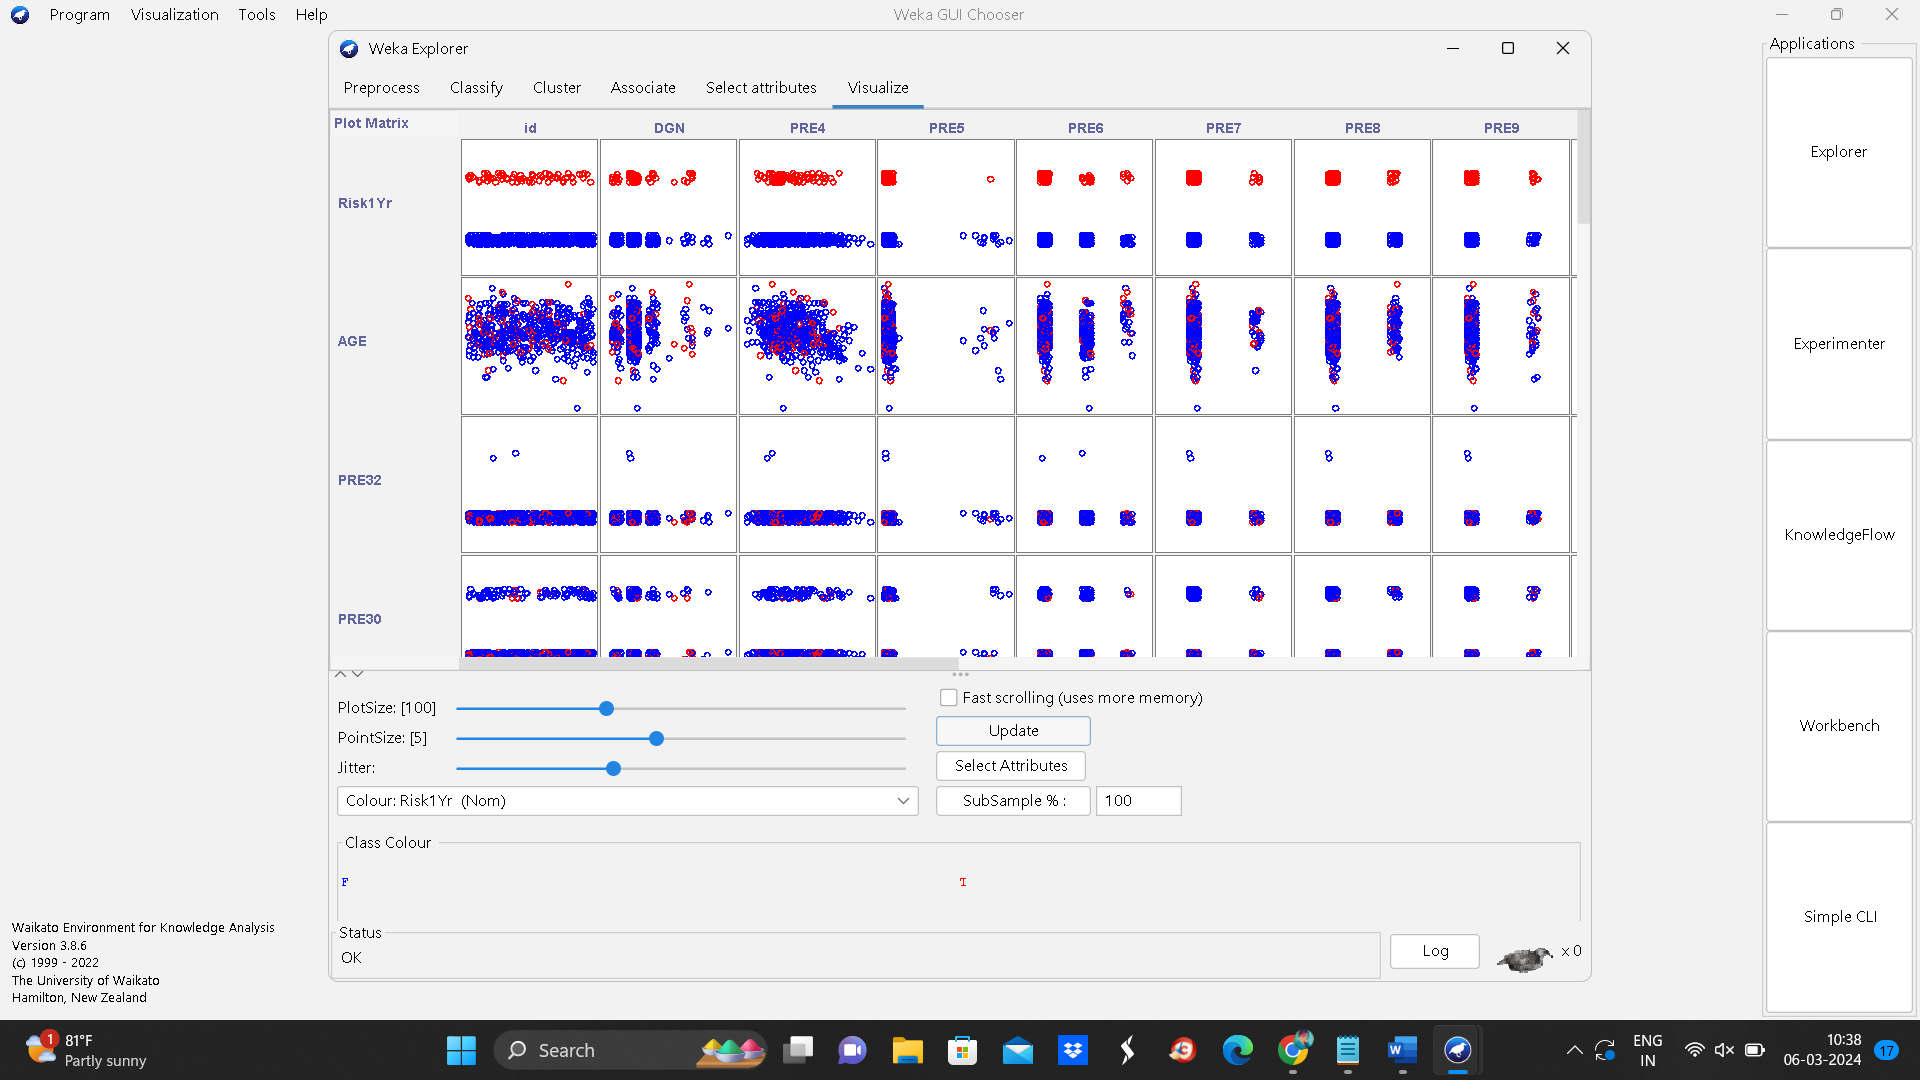 Program Visualization Tools Help
Weka GUI Chooser
Weka Explorer
Preprocess Classify Cluster Associate Select attributes Visualize
Plot Matrix id DGN PRE4 PRE5 PRE6 PRE7 PRE8 PRE9
Risk1Yr
AGE
PRE32
PRE30
PlotSize: [100]
PointSize: [5]
Jitter:
Colour: Risk1Yr (Nom)
Fast scrolling (uses more memory)
Update
Select Attributes
SubSample % : 100
Class Colour
F T
Status
OK
Log
x 0
Applications
Explorer
Experimenter
KnowledgeFlow
Workbench
Simple CLI
Waikato Environment for Knowledge Analysis
Version 3.8.6
(c) 1999 - 2022
The University of Waikato
Hamilton, New Zealand
1
81°F
Partly sunny
Search
ENG
IN
10:38
06-03-2024
17